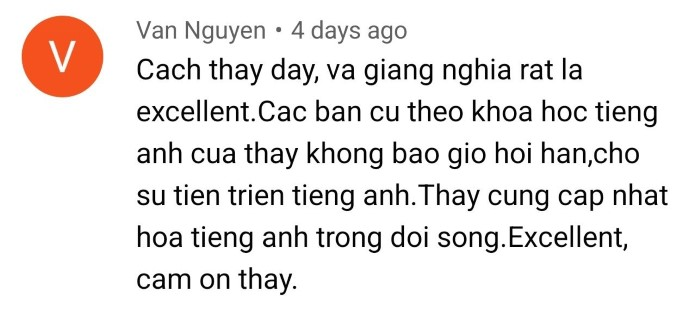 V
Van Nguyen • 4 days ago
Cach thay day, va giang nghia rat la
excellent.Cac ban cu theo khoa hoc tieng
anh cua thay khong bao gio hoi han,cho
su tien trien tieng anh.Thay cung cap nhat
hoa tieng anh trong doi song.Excellent,
cam on thay.